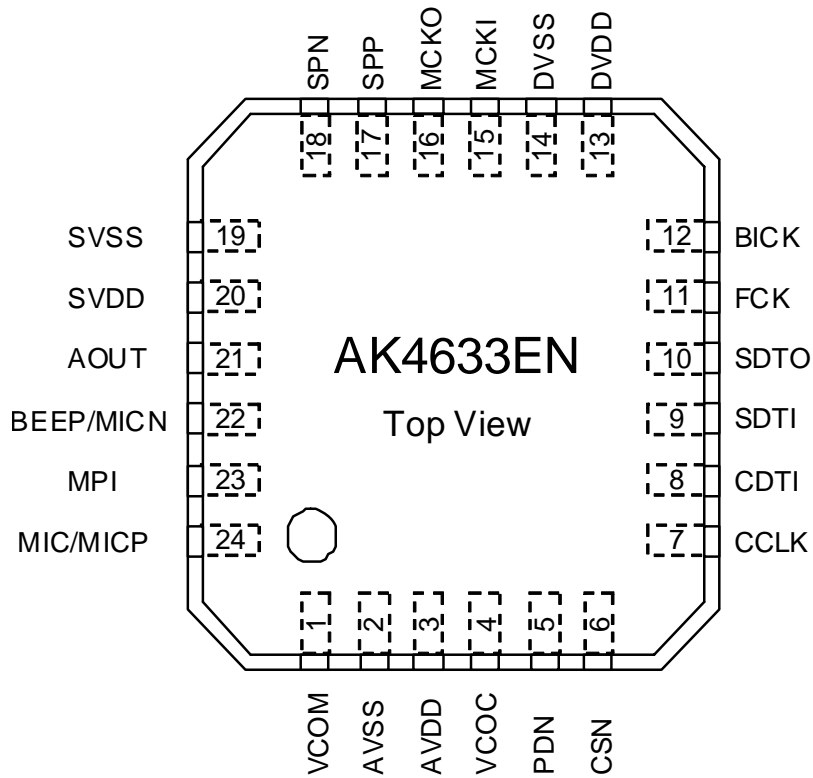 SPN
SPP
MCKO
MCKI
DVSS
DVDD
18
17
16
15
14
13
SVSS 19
12 BICK
SVDD 20
11 FCK
AOUT 21
AK4633EN
10 SDTO
BEEP/MICN 22
Top View
9 SDTI
MPI 23
8 CDTI
MIC/MICP 24
7 CCLK
1
2
3
4
5
6
VCOM
AVSS
AVDD
VCOC
PDN
CSN